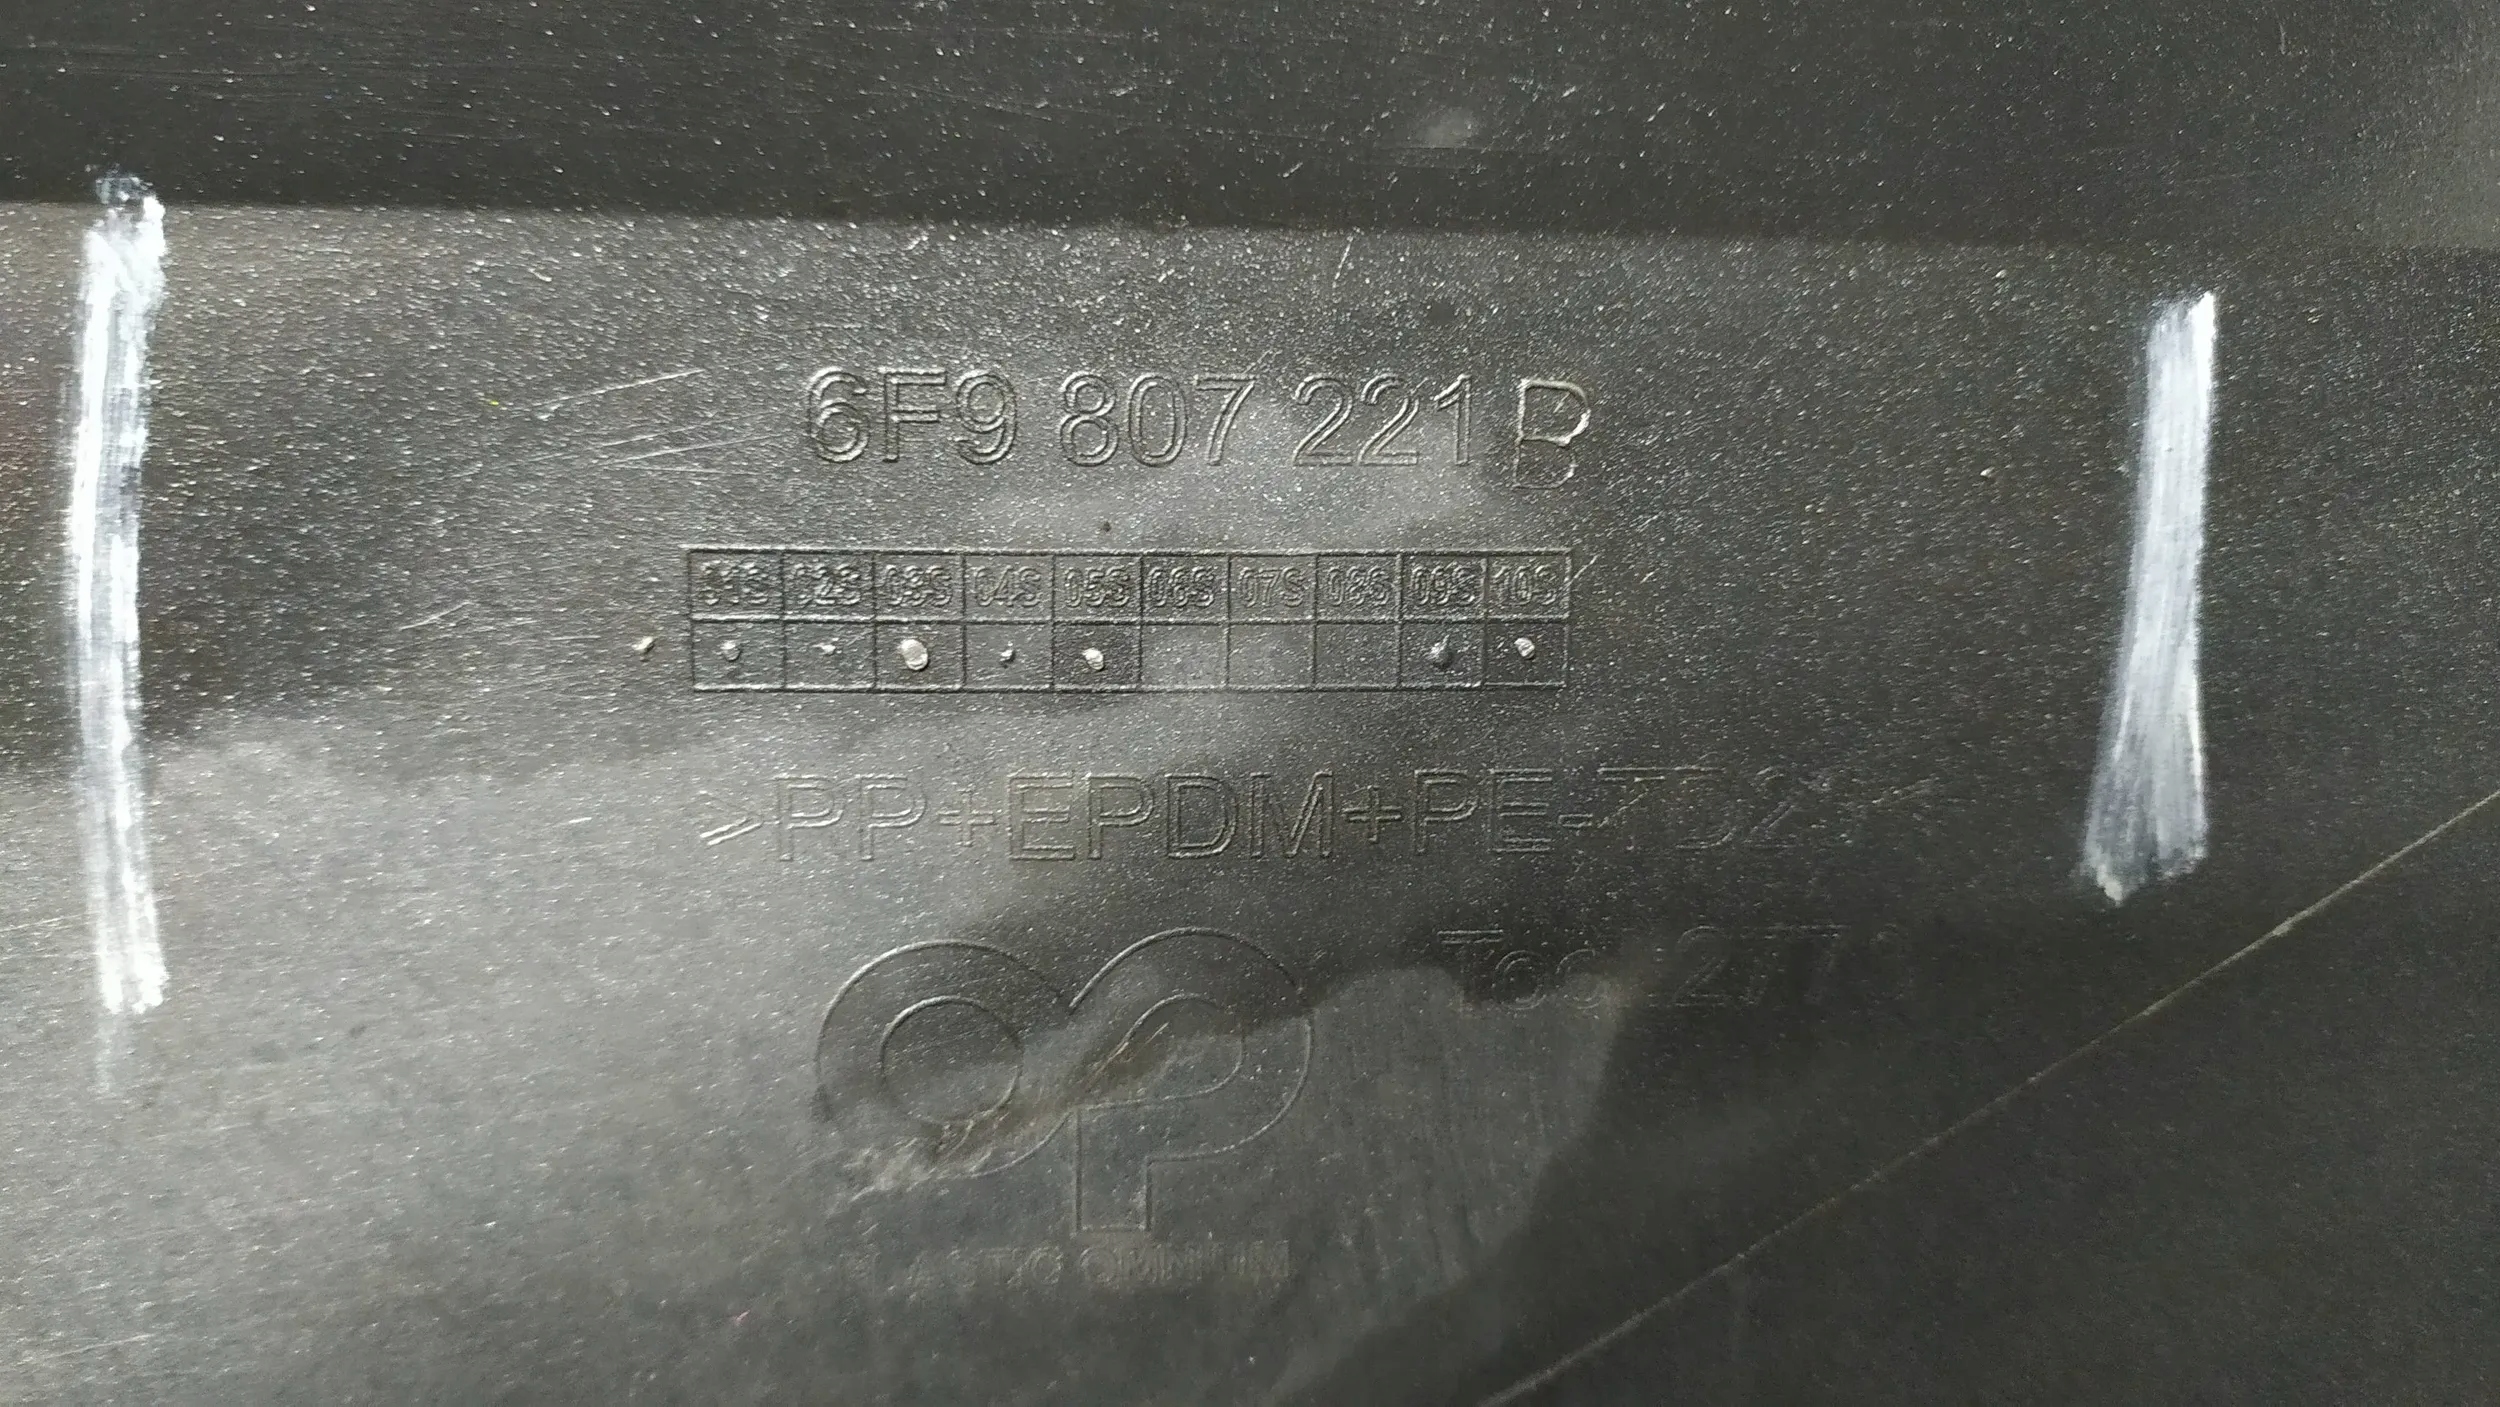 6F9 807 221 B
01S 02S 03S 04S 05S 06S 07S 08S 09S 10S
>PP+EPDM+PE-TD2
PLASTIC OMNIUM